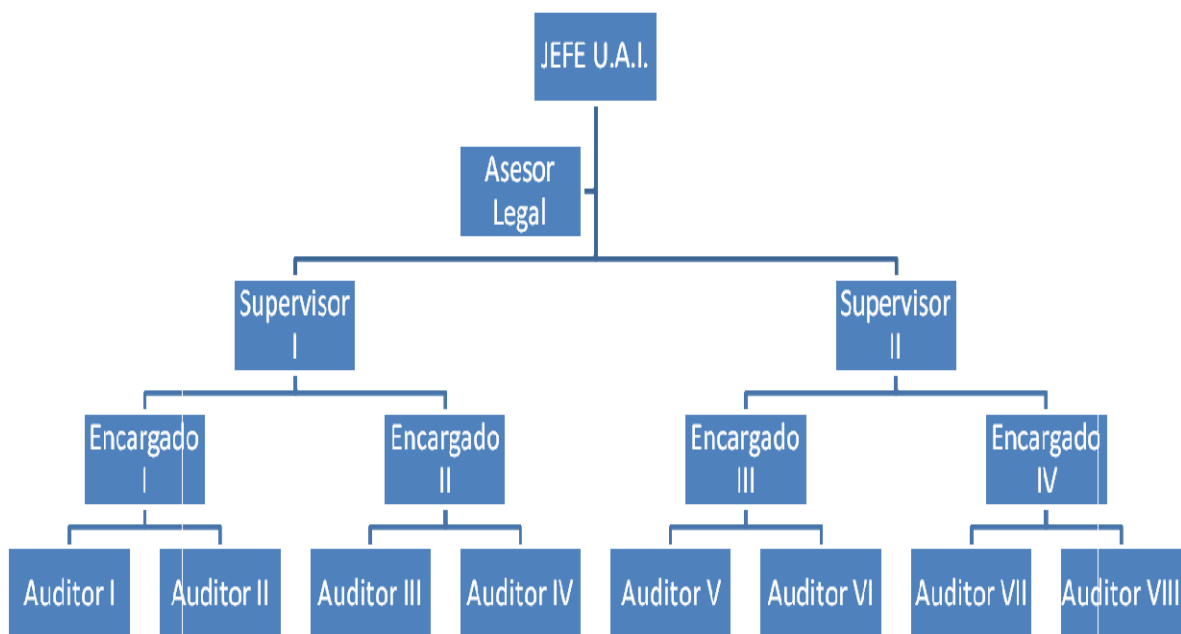 JEFE U.A.I.
Asesor
Legal
Supervisor
I
Supervisor
II
Encargado
I
Encargado
II
Encargado
III
Encargado
IV
Auditor I
Auditor II
Auditor III
Auditor IV
Auditor V
Auditor VI
Auditor VII
Auditor VIII